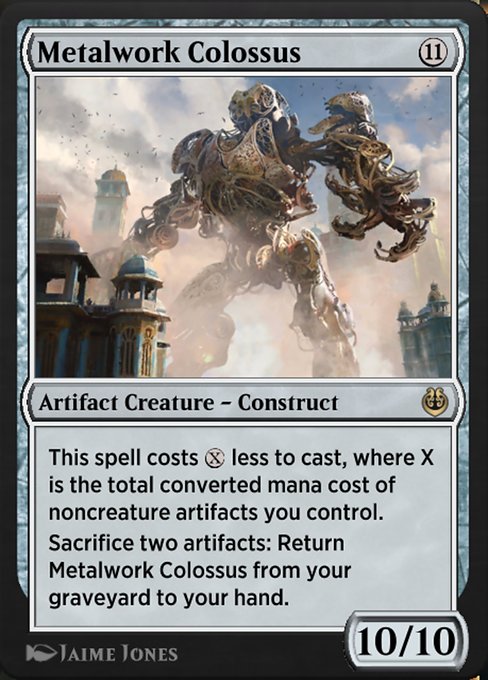 Metalwork Colossus 11
Artifact Creature – Construct
This spell costs X less to cast, where X
is the total converted mana cost of
noncreature artifacts you control.
Sacrifice two artifacts: Return
Metalwork Colossus from your
graveyard to your hand.
10/10
Jaime Jones